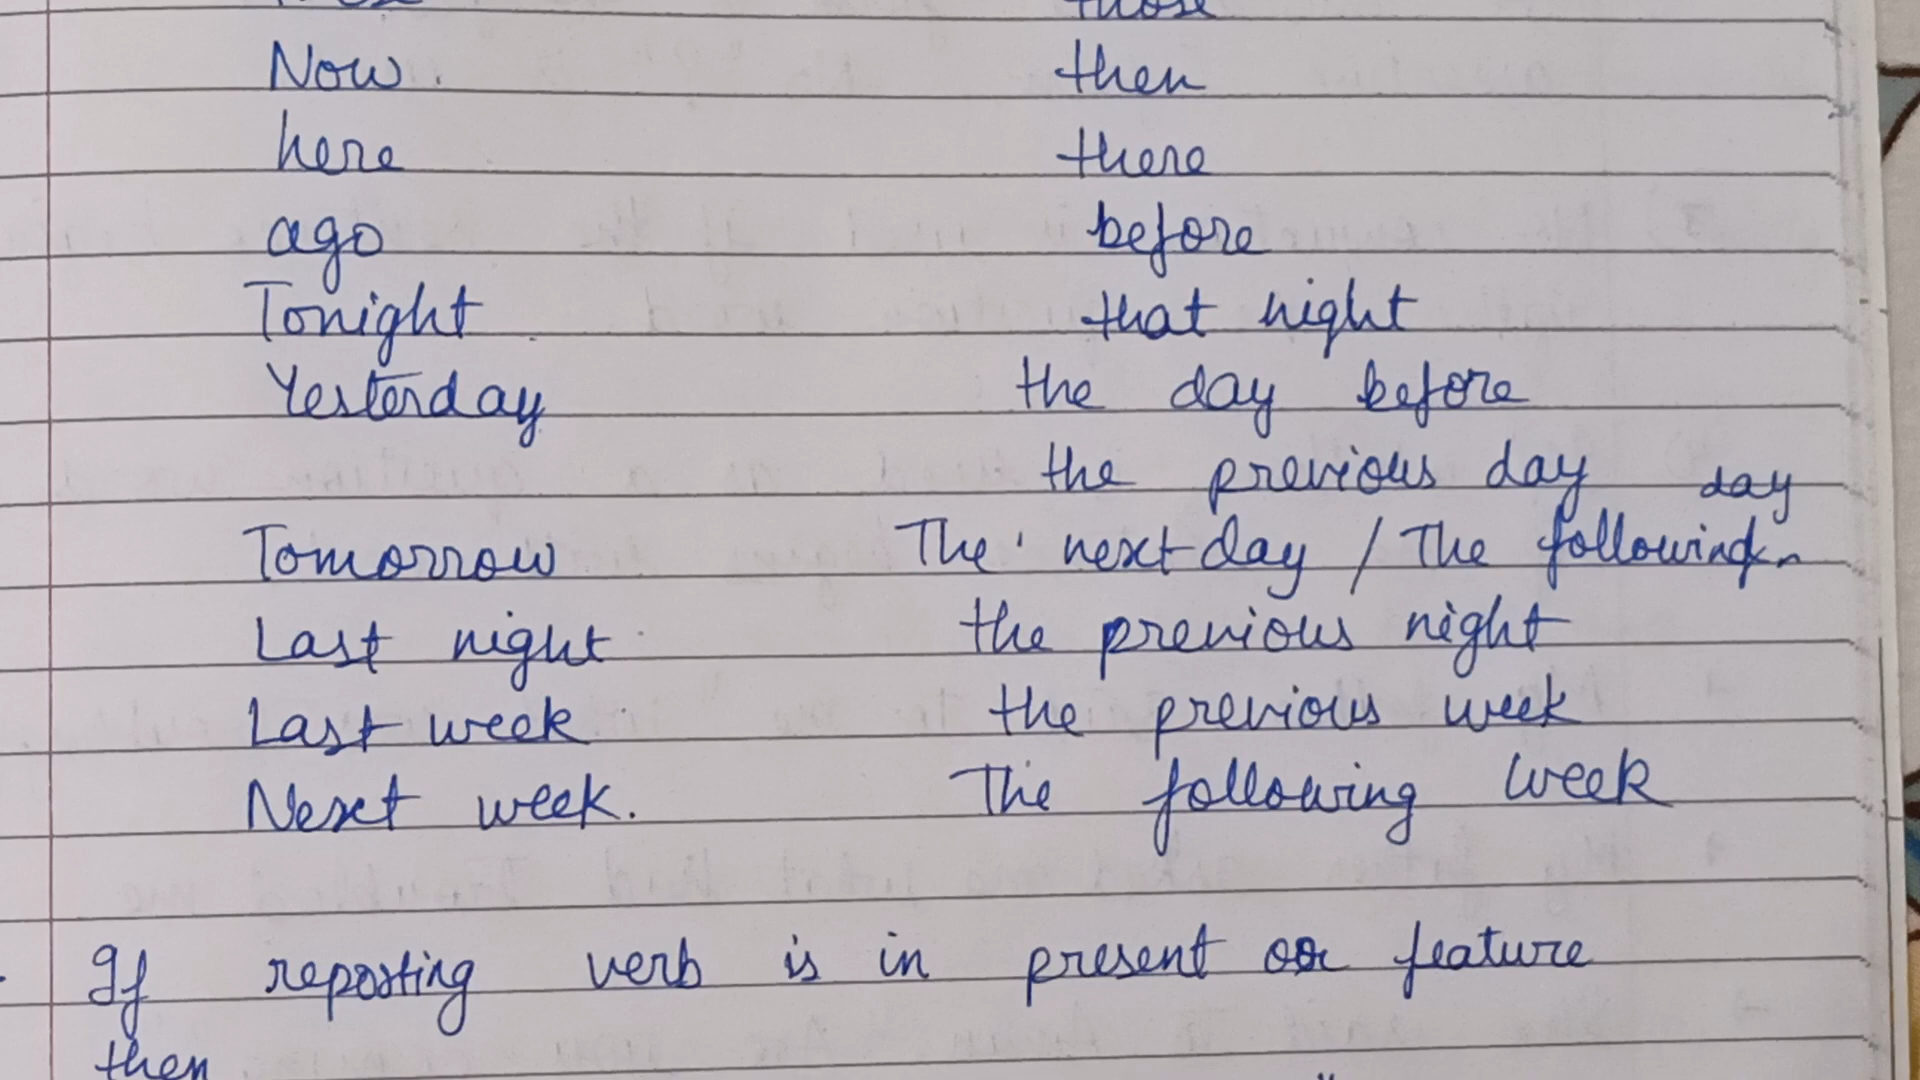 those
Now. then
here there
ago before
Tonight that night
Yesterday the day before
the previous day day
Tomorrow The next day / The following
Last night the previous night
Last week the previous week
Next week. The following week
If reporting verb is in present or feature
then